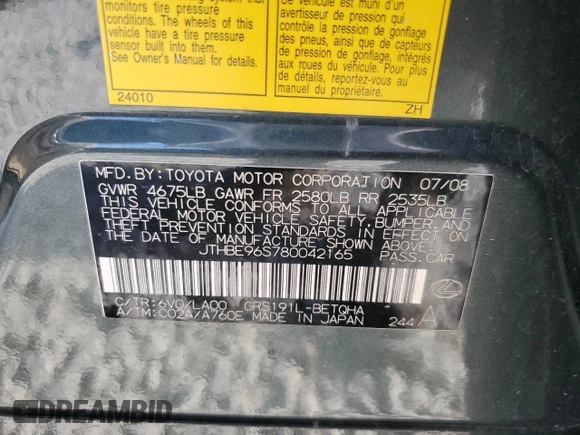 monitors tire pressure
conditions. The wheels of this
vehicle have a tire pressure
sensor built into them.
See Owner's Manual for details.
24010
Ce véhicule est muni d'un
avertisseur de pression de gonflage
des pneus, ainsi que de capteurs
de pression de gonflage, intégrés
aux roues du véhicule. Pour
plus de détails, reportez-vous au
manuel du propriétaire.
ZH
MFD.BY:TOYOTA MOTOR CORPORATION 07/08
GVWR 4675LB GAWR FR 2580LB RR 2535LB
THIS VEHICLE CONFORMS TO ALL APPLICABLE
FEDERAL MOTOR VEHICLE SAFETY,BUMPER,AND
THEFT PREVENTION STANDARDS IN EFFECT ON
THE DATE OF MANUFACTURE SHOWN ABOVE.
JTHBE96S780042165 PASS.CAR
C/TR:6V0/LA00 GRS191L-BETQHA
A/TM:C02A/A760E MADE IN JAPAN 244 A
DREAMBID